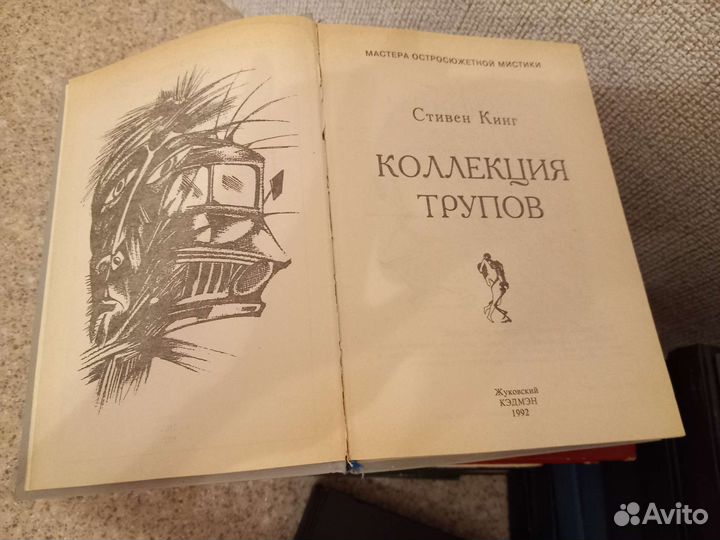 МАСТЕРА ОСТРОСЮЖЕТНОЙ МИСТИКИ
Стивен Кинг
КОЛЛЕКЦИЯ
ТРУПОВ
Жуковский
КЭДМЭН
1992
Avito